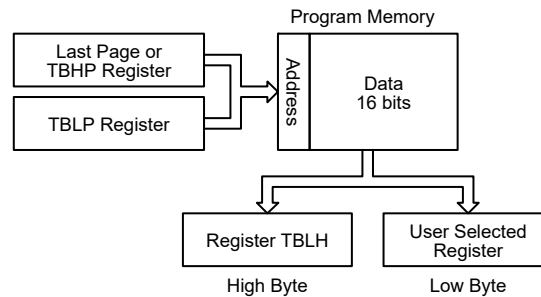 Program Memory
Last Page or
TBHP Register
TBLP Register
Address
Data
16 bits
Register TBLH
User Selected
Register
High Byte
Low Byte